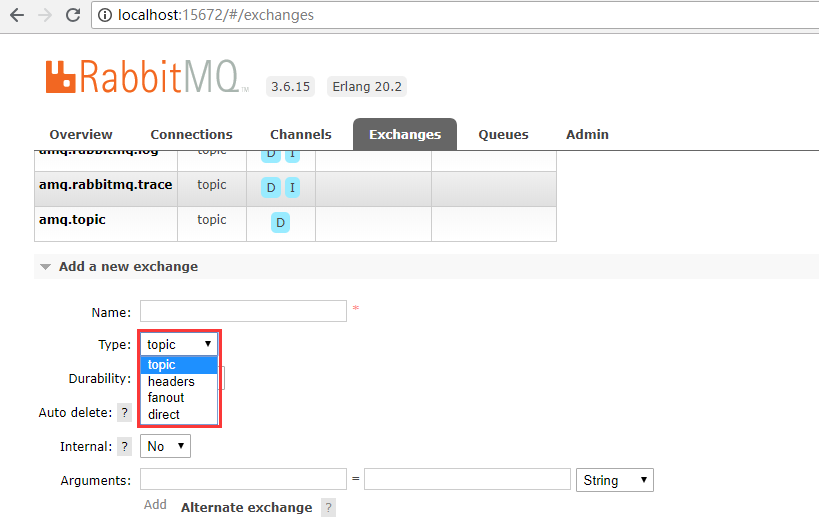 localhost:15672/#/exchanges
RabbitMQ TM 3.6.15 Erlang 20.2
Overview Connections Channels Exchanges Queues Admin
amq.rabbitmq.log topic D I
amq.rabbitmq.trace topic D I
amq.topic topic D
Add a new exchange
Name: *
Type: topic
topic
Durability:
headers
fanout
Auto delete: ?
direct
Internal: ? No
Arguments: = String
Add Alternate exchange ?